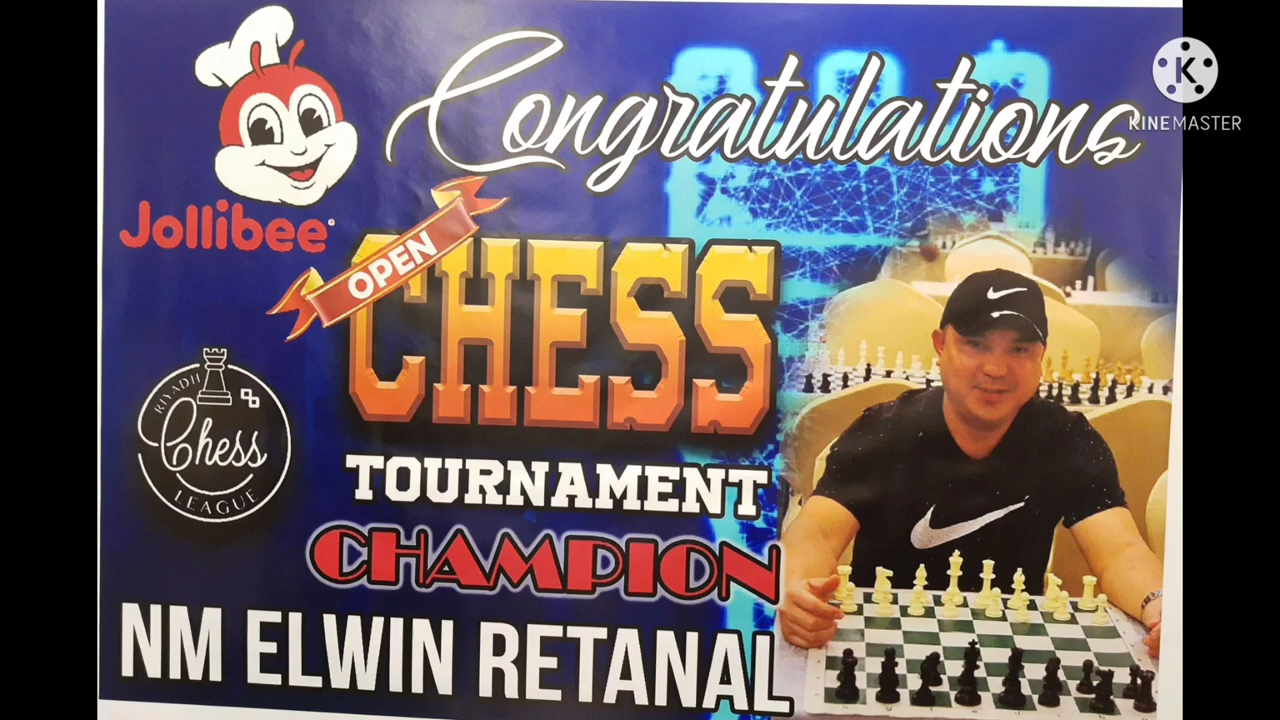 Congratulations
KINEMASTER
Jollibee
OPEN
CHESS
RIYADH
Chess
LEAGUE
TOURNAMENT
CHAMPION
NM ELWIN RETANAL